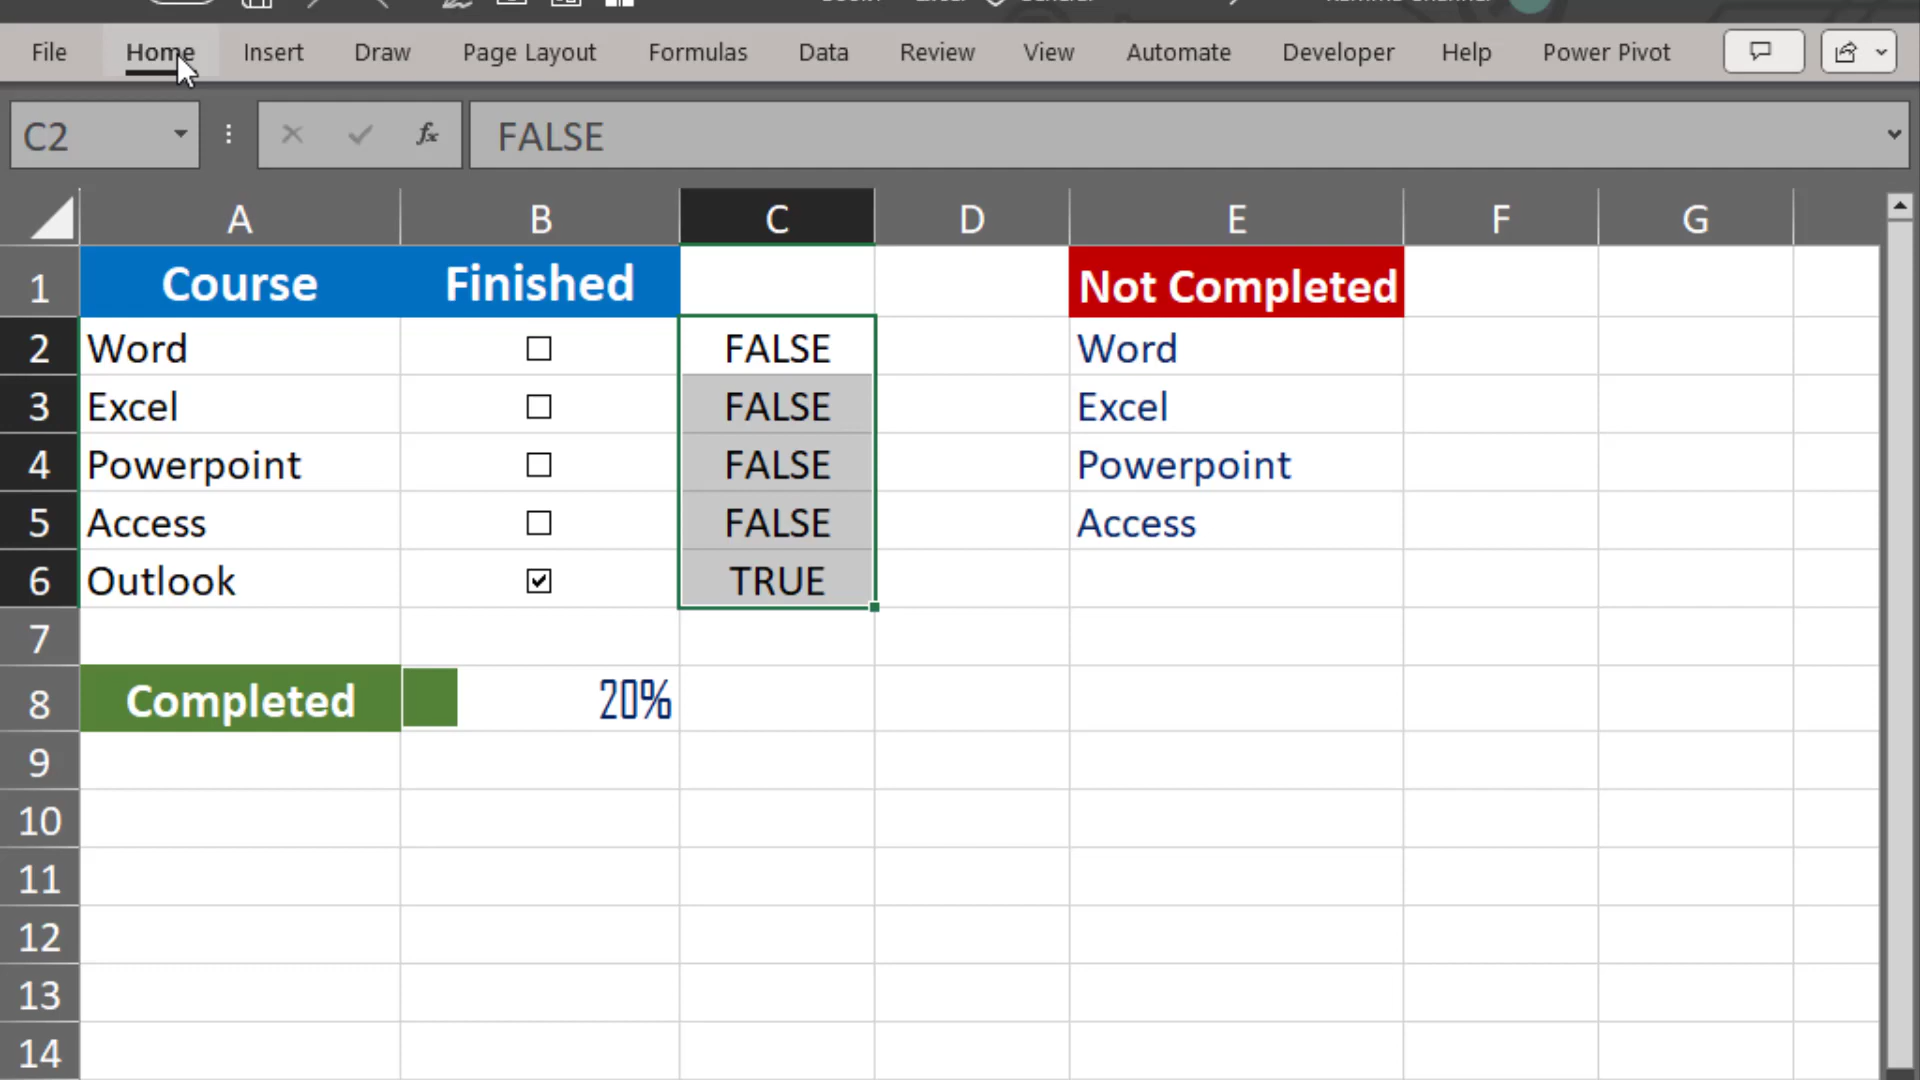 File Home Insert Draw Page Layout Formulas Data Review View Automate Developer Help Power Pivot
C2 fx FALSE
A B C D E F G
1 Course Finished Not Completed
2 Word FALSE Word
3 Excel FALSE Excel
4 Powerpoint FALSE Powerpoint
5 Access FALSE Access
6 Outlook TRUE
7
8 Completed 20%
9
10
11
12
13
14